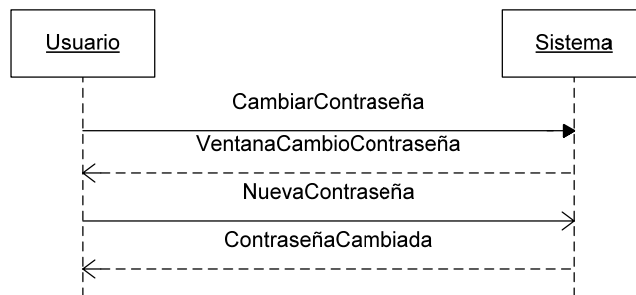 Usuario
Sistema
CambiarContraseña
VentanaCambioContraseña
NuevaContraseña
ContraseñaCambiada